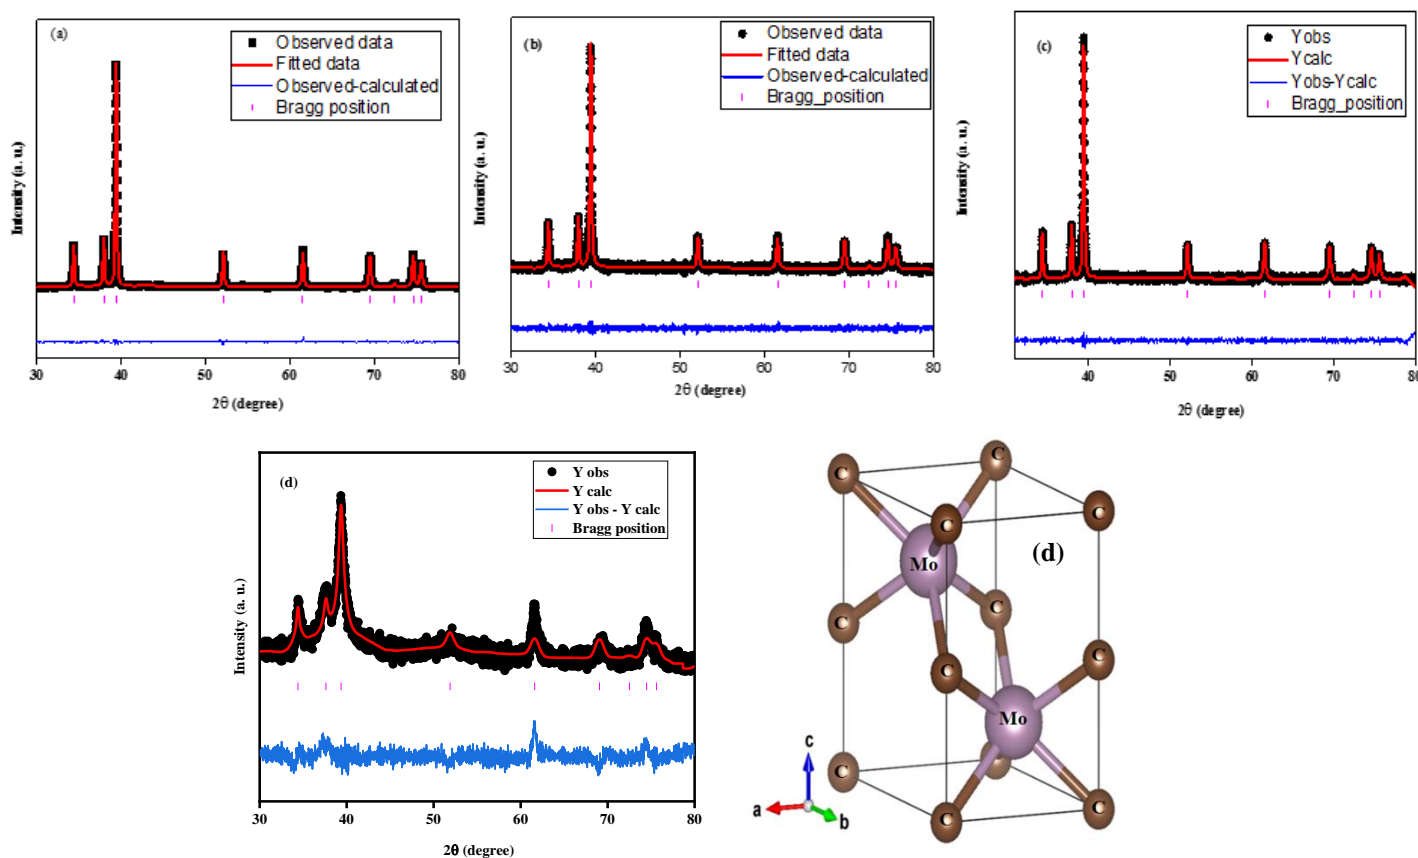 (a)
Observed data
Fitted data
Observed-calculated
Bragg position
Intensity (a. u.)
30 40 50 60 70 80
2θ (degree)
(b)
Observed data
Fitted data
Observed-calculated
Bragg_position
Intensity (a. u.)
30 40 50 60 70 80
2θ (degree)
(c)
Yobs
Ycalc
Yobs-Ycalc
Bragg_position
Intensity (a. u.)
40 50 60 70 80
2θ (degree)
(d)
Y obs
Y calc
Y obs - Y calc
Bragg position
Intensity (a. u.)
30 40 50 60 70 80
2θ (degree)
C
C
C
C
(d)
Mo
C
C
C
C
Mo
C
C
C
C
c
a
b